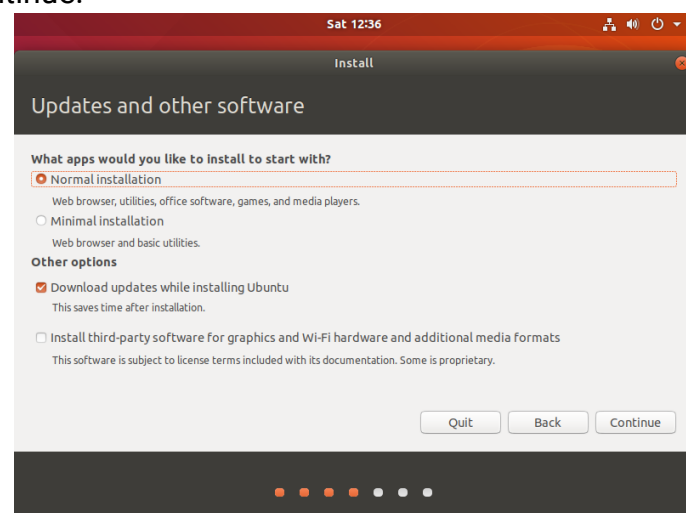 Sat 12:36
Install
Updates and other software
What apps would you like to install to start with?
Normal installation
Web browser, utilities, office software, games, and media players.
Minimal installation
Web browser and basic utilities.
Other options
Download updates while installing Ubuntu
This saves time after installation.
Install third-party software for graphics and Wi-Fi hardware and additional media formats
This software is subject to license terms included with its documentation. Some is proprietary.
Quit Back Continue